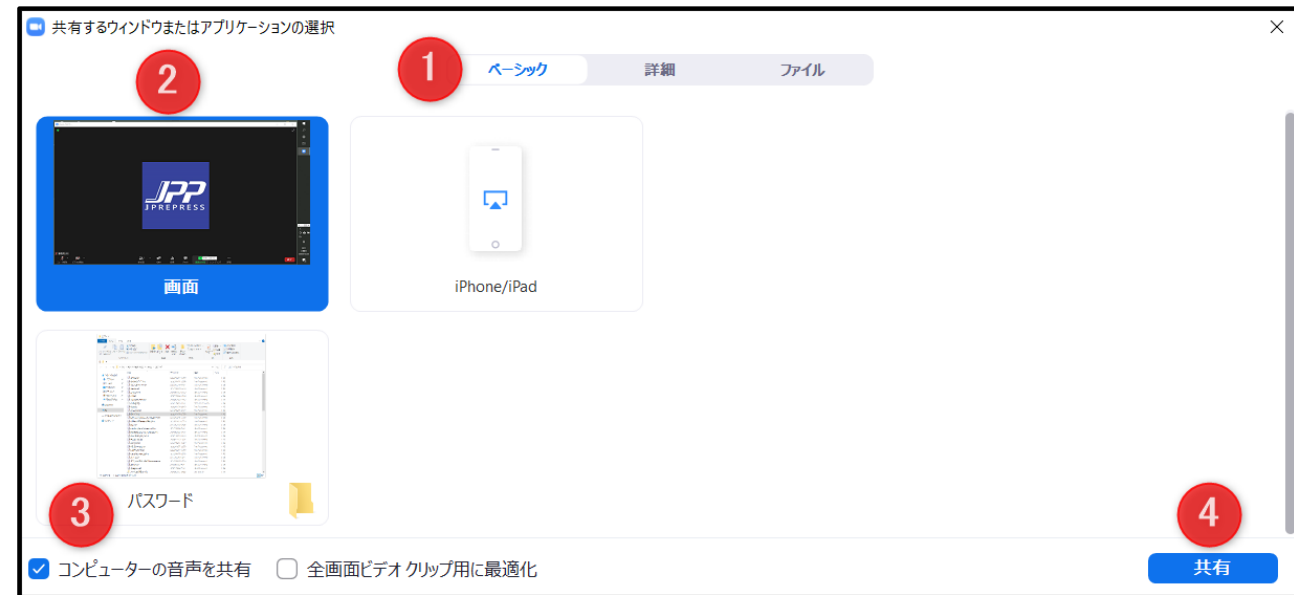 共有するウィンドウまたはアプリケーションの選択
1
ベーシック
詳細
ファイル
2
JPP
JPREPRESS
画面
iPhone/iPad
パスワード
3
4
コンピューターの音声を共有
全画面ビデオ クリップ用に最適化
共有